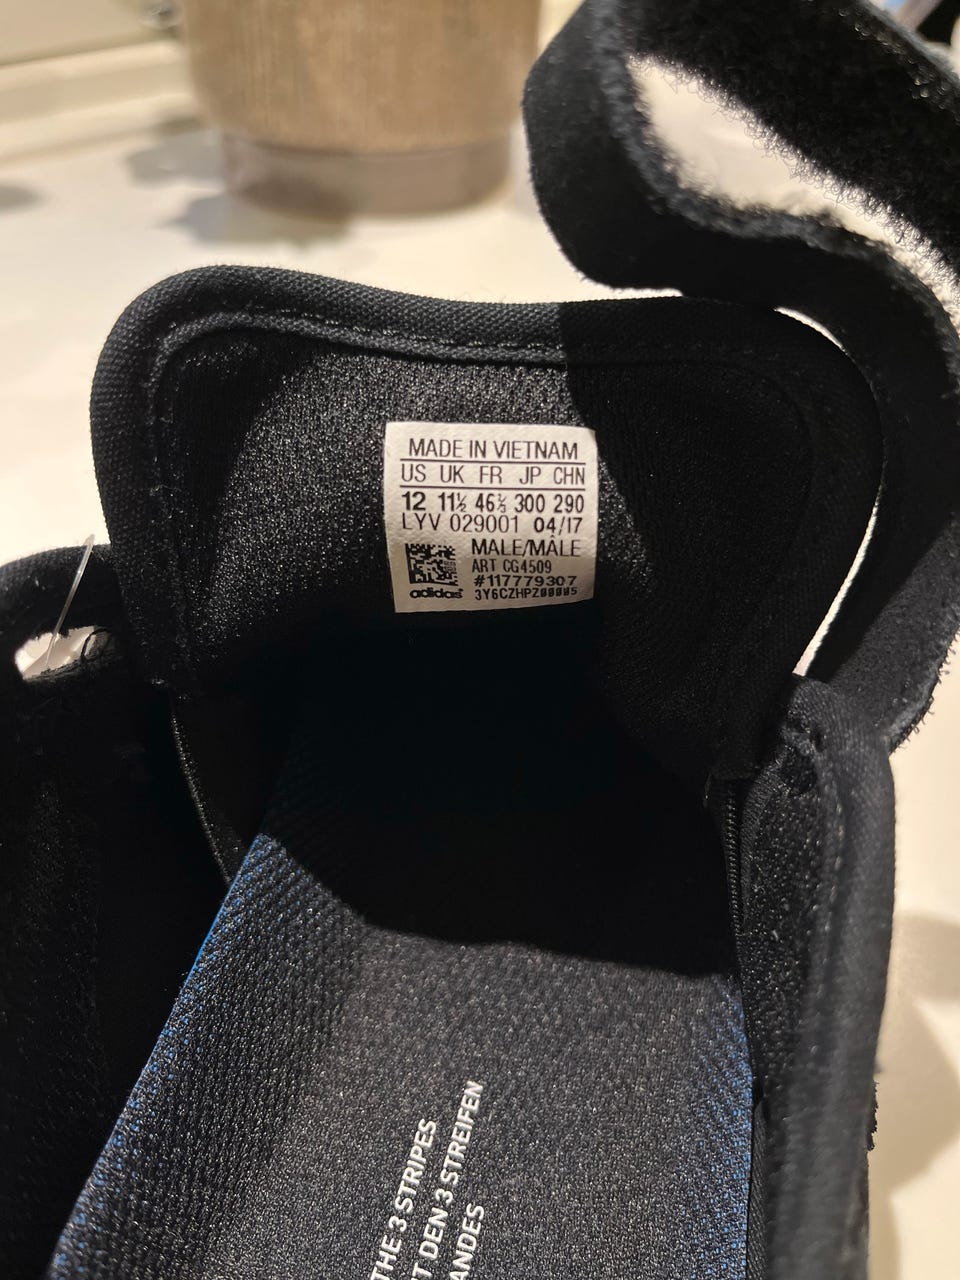 MADE IN VIETNAM
US UK FR JP CHN
12 11½ 46⅔ 300 290
LYV 029001 04/17
MALE/MÂLE
ART CG4509
#117779307
adidas
THE 3 STRIPES
T DEN 3 STREIFEN
ANDES